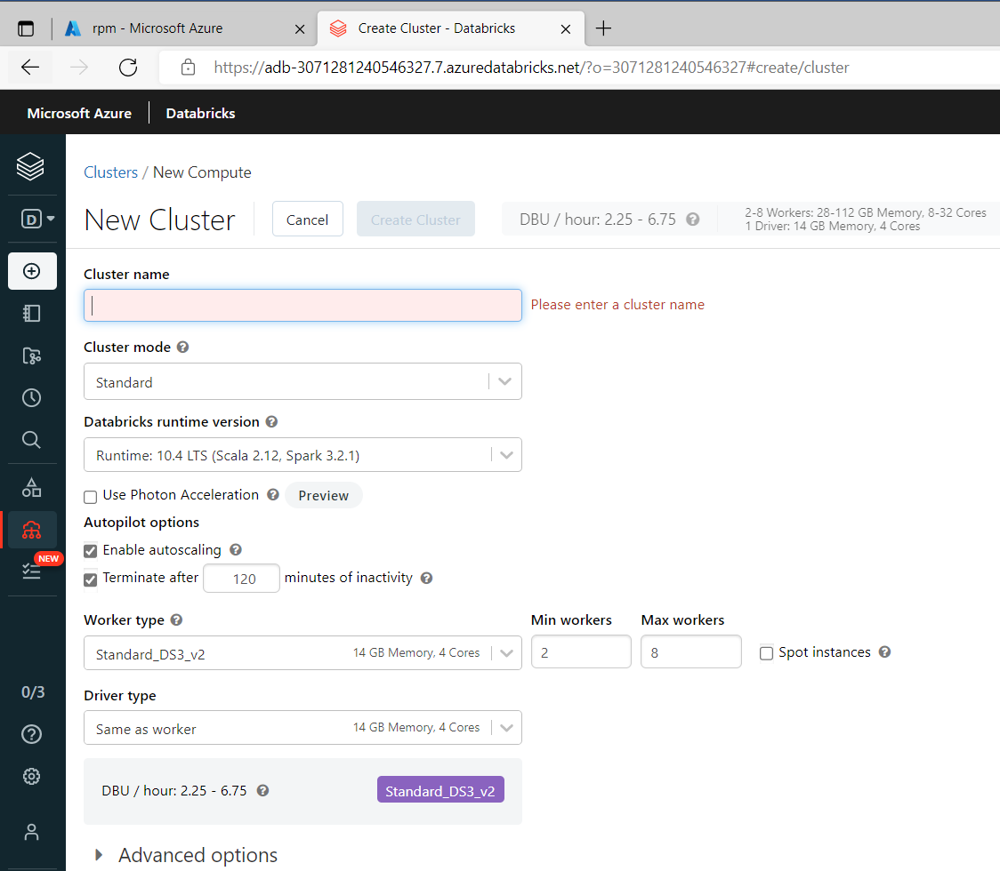 rpm - Microsoft Azure
Create Cluster - Databricks
https://adb-3071281240546327.7.azuredatabricks.net/?o=3071281240546327#create/cluster
Microsoft Azure
Databricks
Clusters / New Compute
New Cluster
Cancel
Create Cluster
DBU / hour: 2.25 - 6.75 ?
2-8 Workers: 28-112 GB Memory, 8-32 Cores
1 Driver: 14 GB Memory, 4 Cores
D
Cluster name
Please enter a cluster name
Cluster mode ?
Standard
Databricks runtime version ?
Runtime: 10.4 LTS (Scala 2.12, Spark 3.2.1)
Use Photon Acceleration ? Preview
Autopilot options
Enable autoscaling ?
Terminate after 120 minutes of inactivity ?
NEW
Worker type ? Min workers Max workers
Standard_DS3_v2 14 GB Memory, 4 Cores 2 8 Spot instances ?
Driver type
Same as worker 14 GB Memory, 4 Cores
0/3
?
DBU / hour: 2.25 - 6.75 ? Standard_DS3_v2
Advanced options